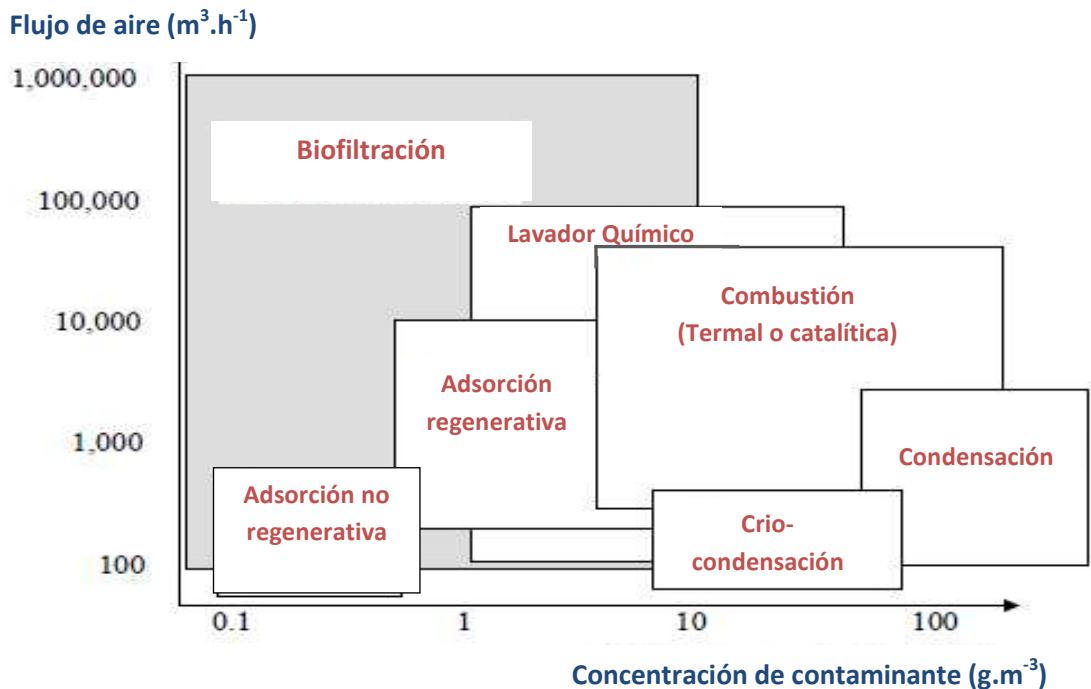 Flujo de aire (m³.h⁻¹)
1,000,000
Biofiltración
100,000
Lavador Químico
Combustión
(Termal o catalítica)
10,000
Adsorción
regenerativa
1,000
Condensación
Adsorción no
regenerativa
Crio-
condensación
100
0.1 1 10 100
Concentración de contaminante (g.m⁻³)